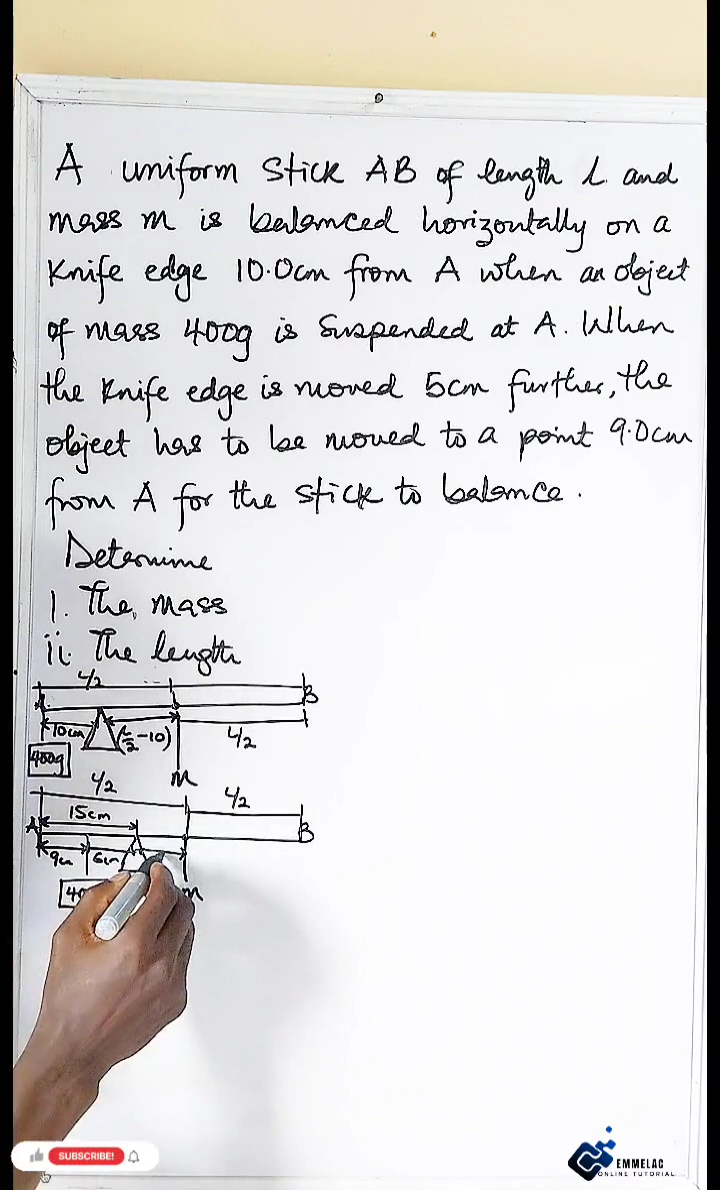 A uniform stick AB of length L and
mass m is balanced horizontally on a
Knife edge 10.0cm from A when an object
of mass 400g is Suspended at A. When
the Knife edge is moved 5cm further, the
object has to be moved to a point 9.0cm
from A for the stick to balance.
Determine
I. The, mass
ii. The length
L/2
B
10cm (L/2-10) L/2
400g
M
L/2 L/2
15cm
A B
9cm 6cm
40 m
SUBSCRIBE!
EMMELAC
ONLINE TUTORIAL